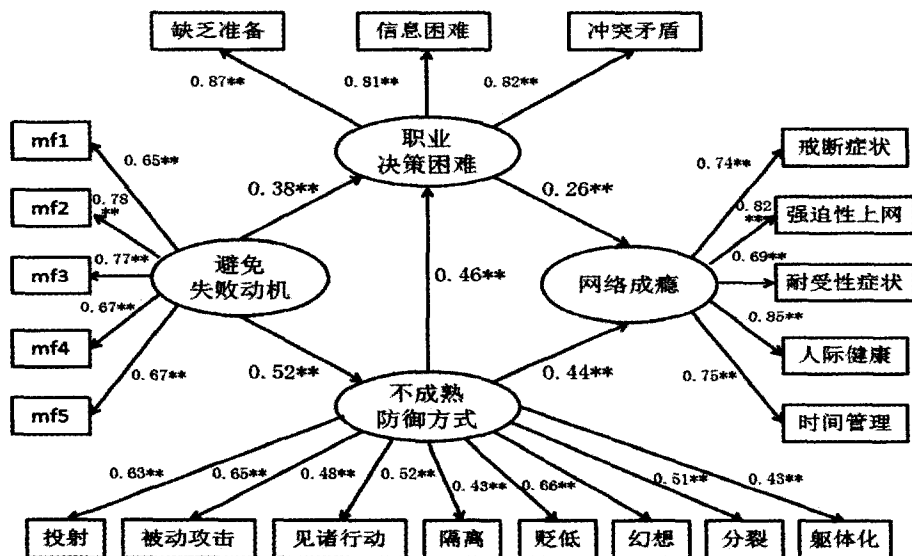 缺乏准备
信息困难
冲突矛盾
0.87**
0.81**
0.82**
职业
决策困难
mf1
mf2
mf3
mf4
mf5
0.65**
0.78
**
0.77**
0.67**
0.67**
避免
失败动机
0.38**
0.26**
0.46**
0.52**
0.44**
网络成瘾
0.74**
0.82
***
0.69**
0.85**
0.75**
戒断症状
强迫性上网
耐受性症状
人际健康
时间管理
不成熟
防御方式
0.63**
0.65**
0.48**
0.52**
0.43**
0.66**
0.51**
0.43**
投射
被动攻击
见诸行动
隔离
贬低
幻想
分裂
躯体化